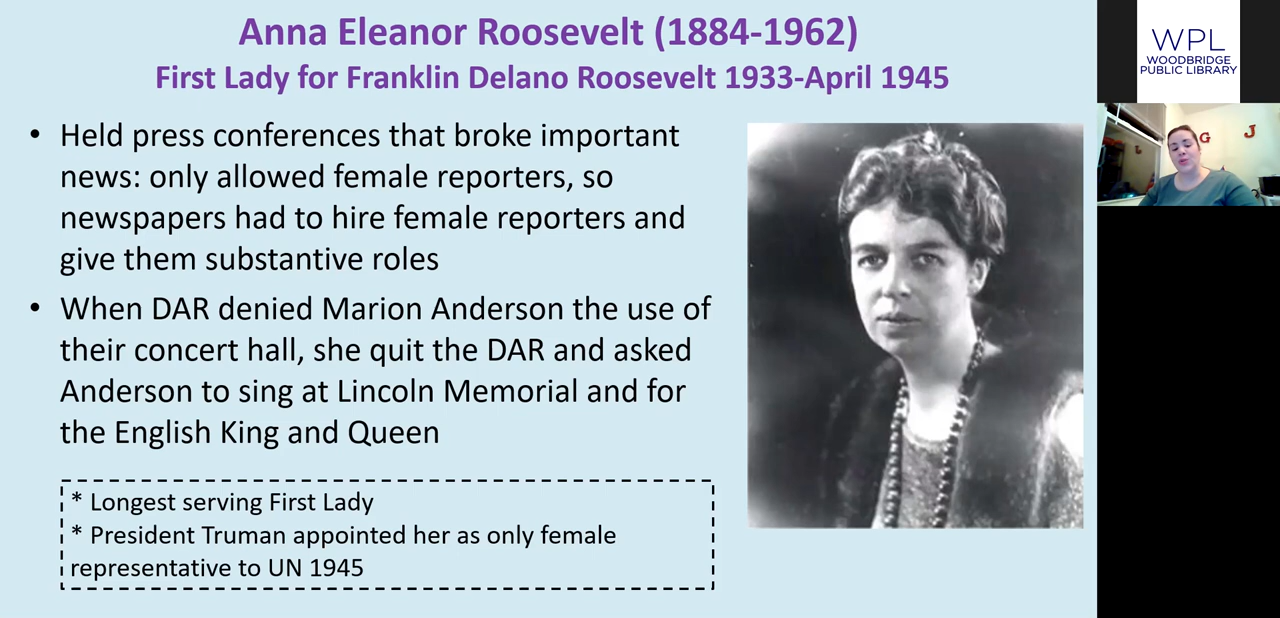 Anna Eleanor Roosevelt (1884-1962)
First Lady for Franklin Delano Roosevelt 1933-April 1945
• Held press conferences that broke important
news: only allowed female reporters, so
newspapers had to hire female reporters and
give them substantive roles
• When DAR denied Marion Anderson the use of
their concert hall, she quit the DAR and asked
Anderson to sing at Lincoln Memorial and for
the English King and Queen
* Longest serving First Lady
* President Truman appointed her as only female
representative to UN 1945
WPL
WOODBRIDGE
PUBLIC LIBRARY
G J